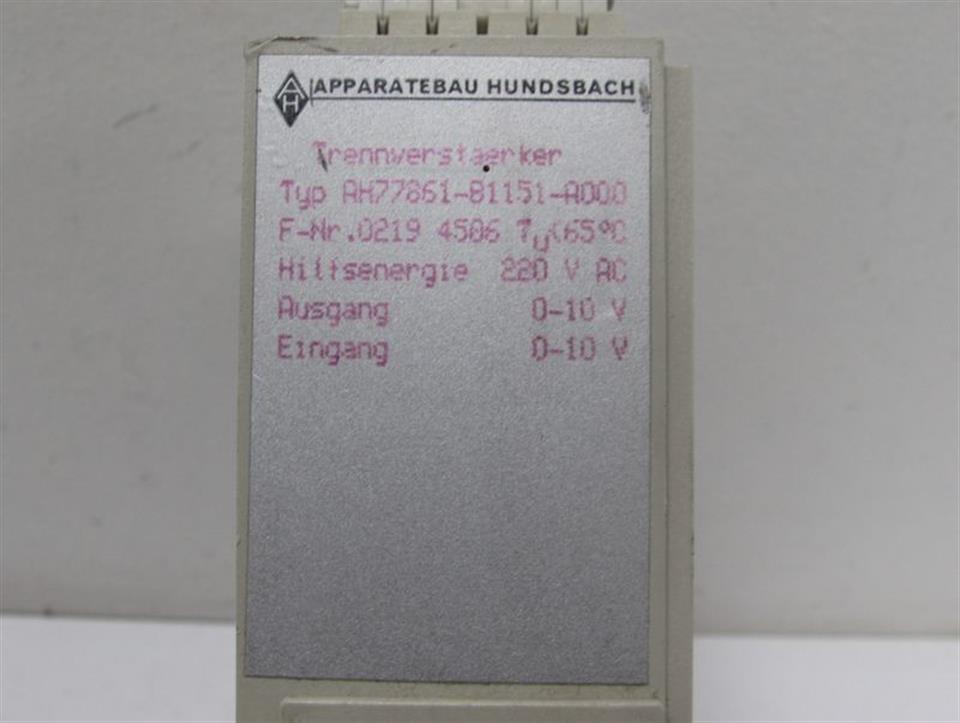 AH APPARATEBAU HUNDSBACH
Trennverstaerker
Typ AH77861-B1151-A000
F-Nr.0219 4506 Tu<65°C
Hilfsenergie 220 V AC
Ausgang 0-10 V
Eingang 0-10 V